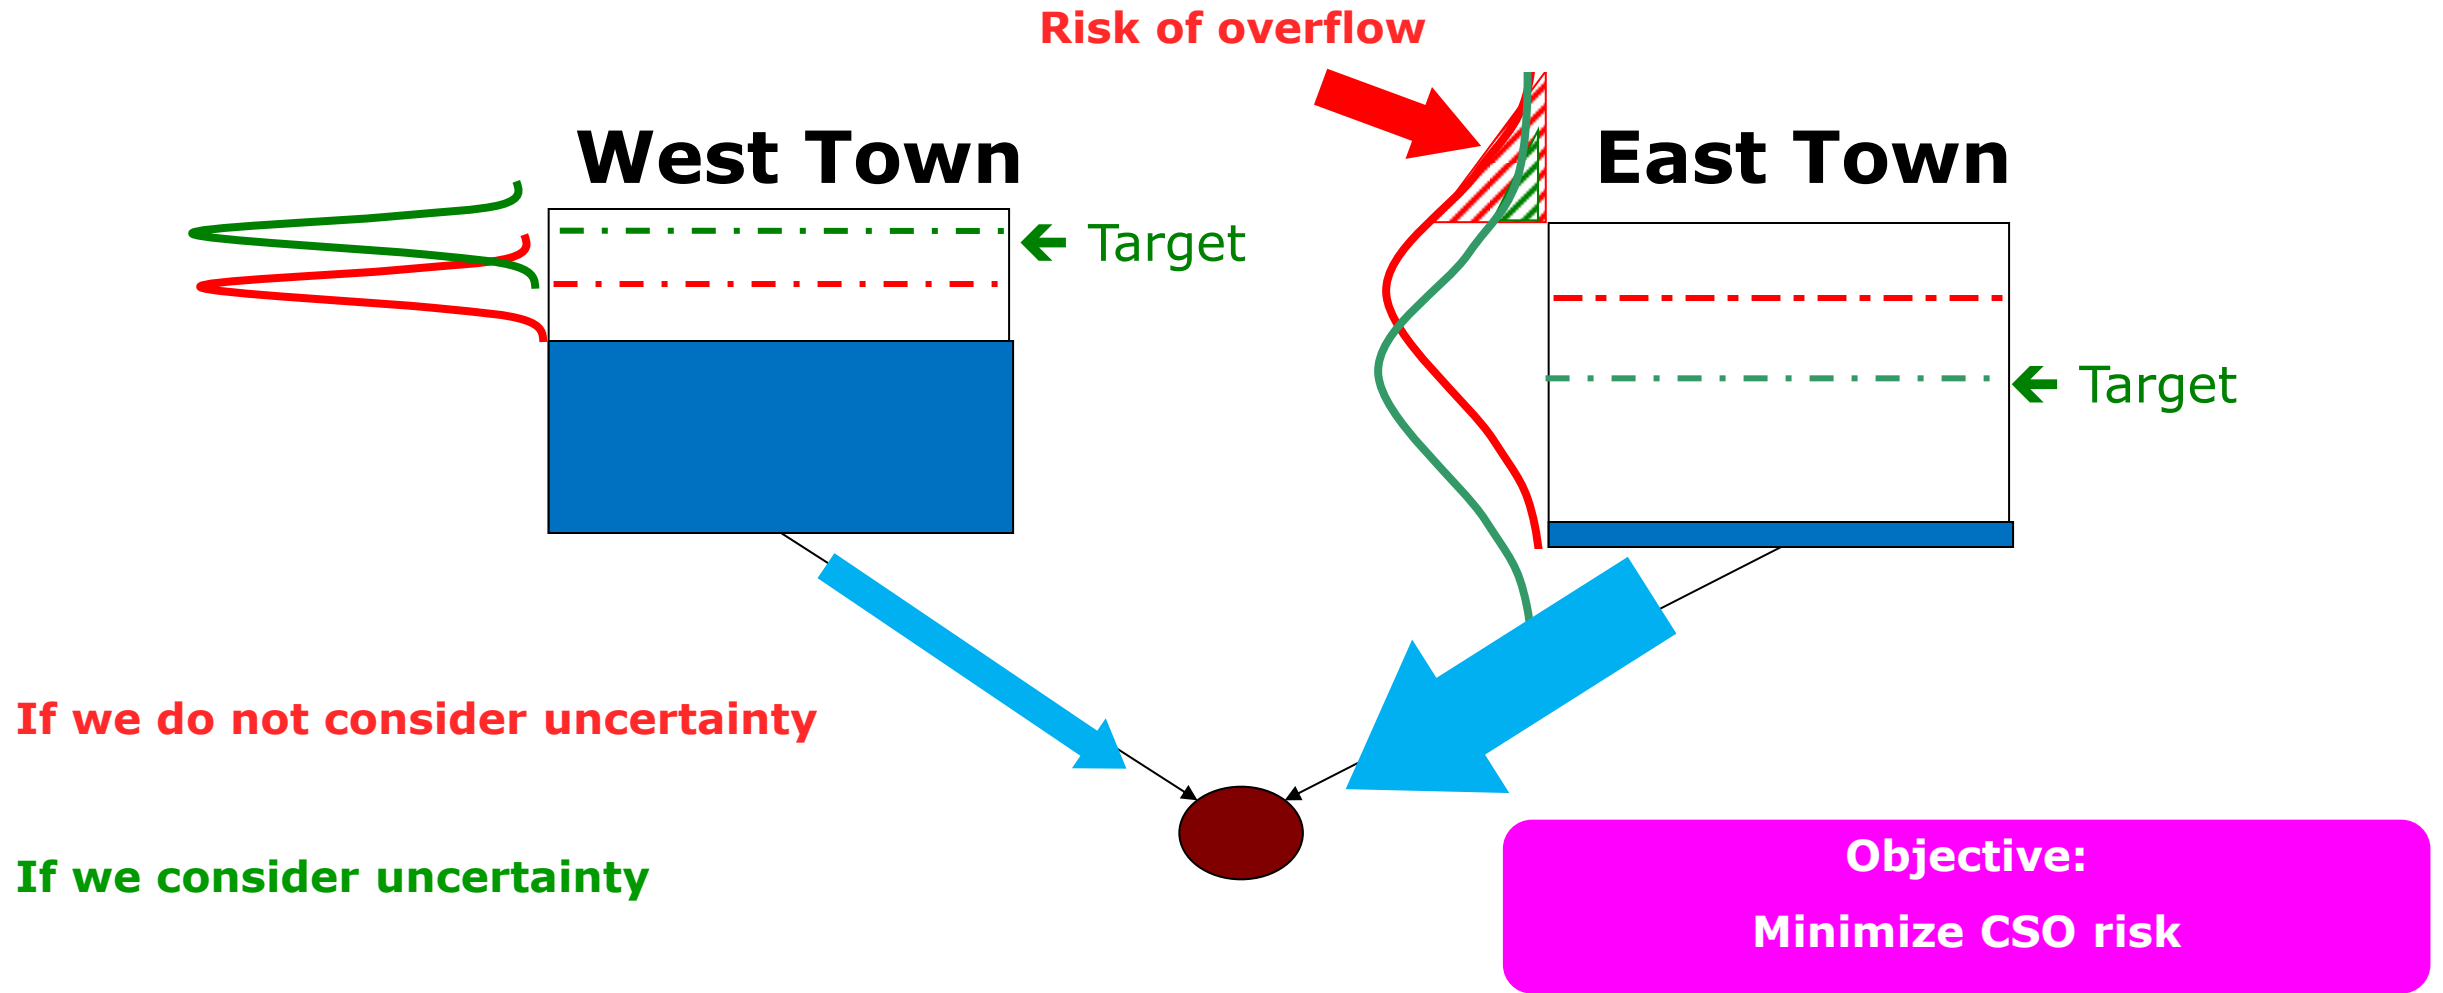 Risk of overflow
West Town
East Town
Target
Target
If we do not consider uncertainty
If we consider uncertainty
Objective:
Minimize CSO risk